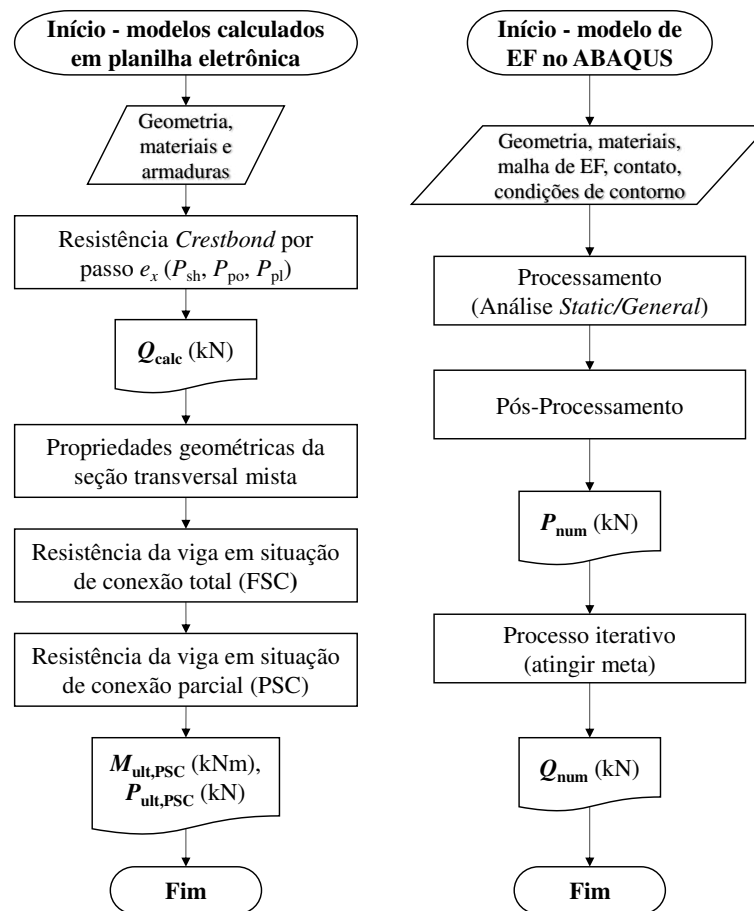 Início - modelos calculados
em planilha eletrônica
Geometria,
materiais e
armaduras
Resistência Crestbond por
passo ex (Psh, Ppo, Ppl)
Qcalc (kN)
Propriedades geométricas da
seção transversal mista
Resistência da viga em situação
de conexão total (FSC)
Resistência da viga em situação
de conexão parcial (PSC)
Mult,PSC (kNm),
Pult,PSC (kN)
Fim
Início - modelo de
EF no ABAQUS
Geometria, materiais,
malha de EF, contato,
condições de contorno
Processamento
(Análise Static/General)
Pós-Processamento
Pnum (kN)
Processo iterativo
(atingir meta)
Qnum (kN)
Fim